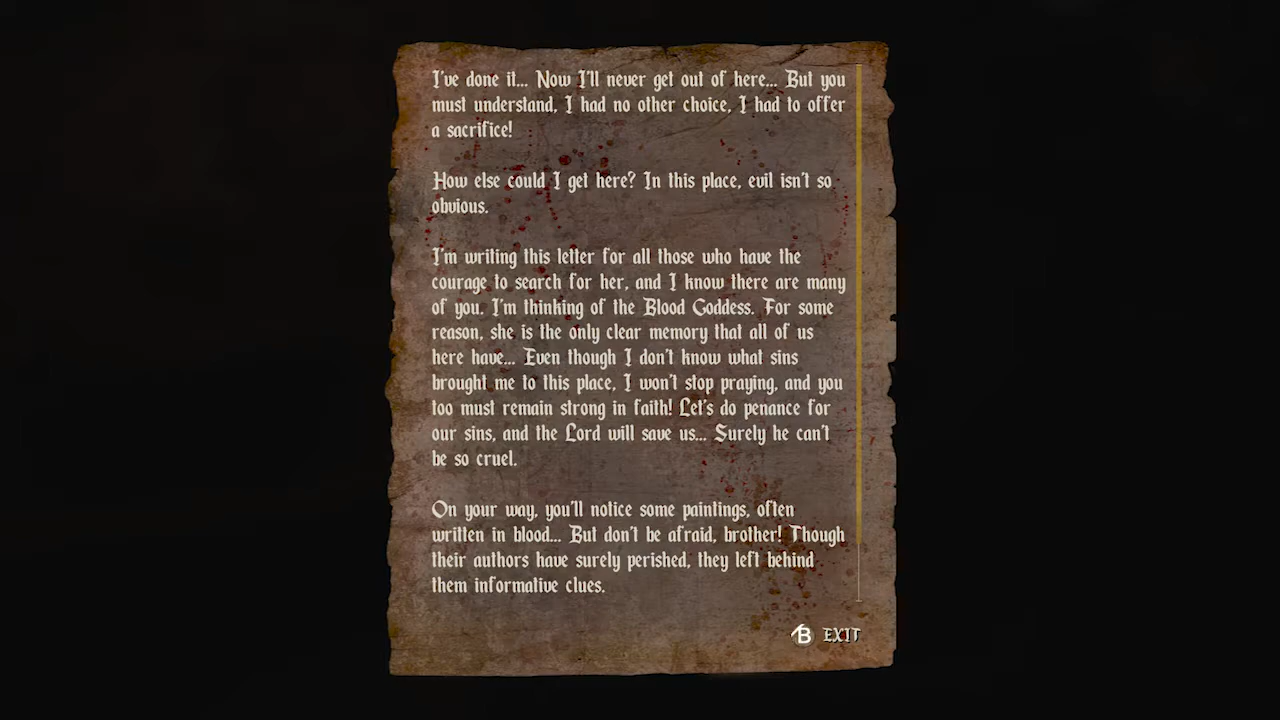 I've done it... Now I'll never get out of here... But you
must understand, I had no other choice, I had to offer
a sacrifice!
How else could I get here? In this place, evil isn't so
obvious.
I'm writing this letter for all those who have the
courage to search for her, and I know there are many
of you. I'm thinking of the Blood Goddess. For some
reason, she is the only clear memory that all of us
here have... Even though I don't know what sins
brought me to this place, I won't stop praying, and you
too must remain strong in faith! Let's do penance for
our sins, and the Lord will save us... Surely he can't
be so cruel.
On your way, you'll notice some paintings, often
written in blood... But don't be afraid, brother! Though
their authors have surely perished, they left behind
them informative clues.
B EXIT